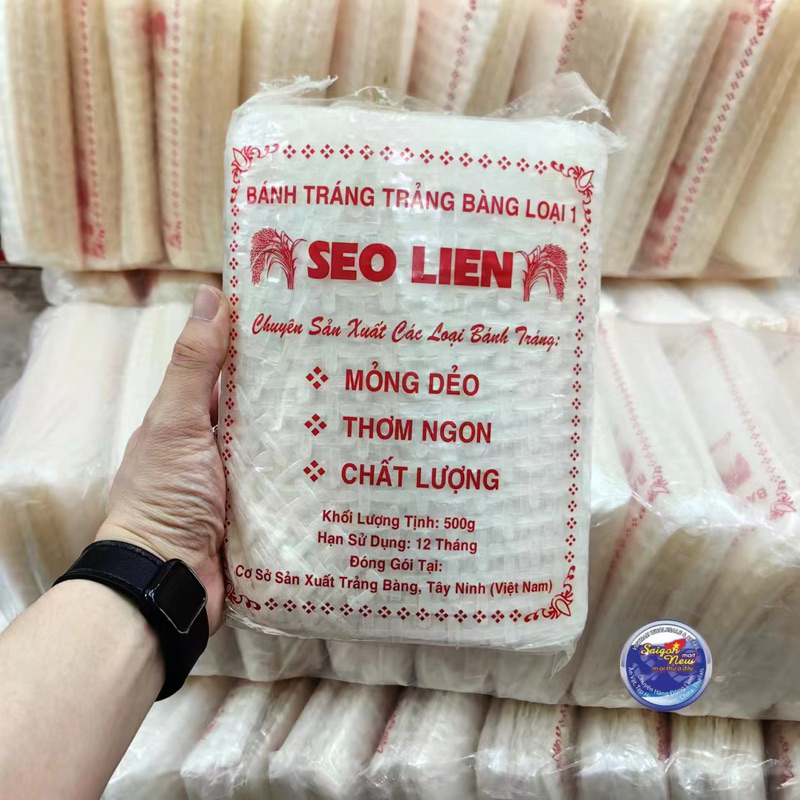 BÁNH TRÁNG TRẢNG BÀNG LOẠI 1
SEO LIEN
Chuyên Sản Xuất Các Loại Bánh Tráng:
MỎNG DẺO
THƠM NGON
CHẤT LƯỢNG
Khối Lượng Tịnh: 500g
Hạn Sử Dụng: 12 Tháng
Đóng Gói Tại:
Cơ Sở Sản Xuất Trảng Bàng, Tây Ninh (Việt Nam)
Saigon
New mart